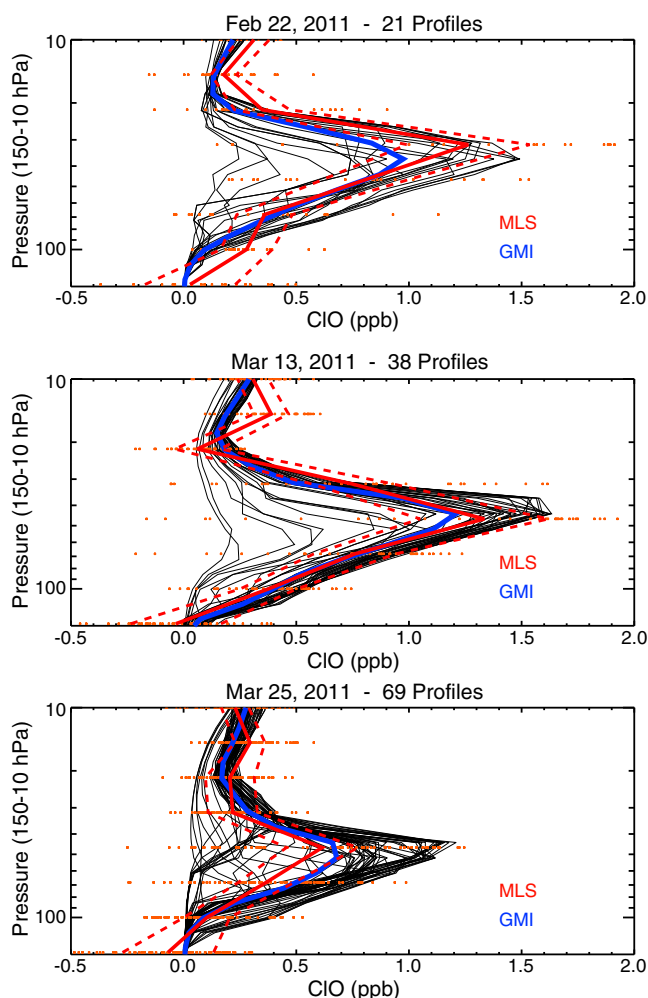 Feb 22, 2011 - 21 Profiles
10
Pressure (150-10 hPa)
100
MLS
GMI
-0.5 0.0 0.5 1.0 1.5 2.0
ClO (ppb)
Mar 13, 2011 - 38 Profiles
10
Pressure (150-10 hPa)
100
MLS
GMI
-0.5 0.0 0.5 1.0 1.5 2.0
ClO (ppb)
Mar 25, 2011 - 69 Profiles
10
Pressure (150-10 hPa)
100
MLS
GMI
-0.5 0.0 0.5 1.0 1.5 2.0
ClO (ppb)